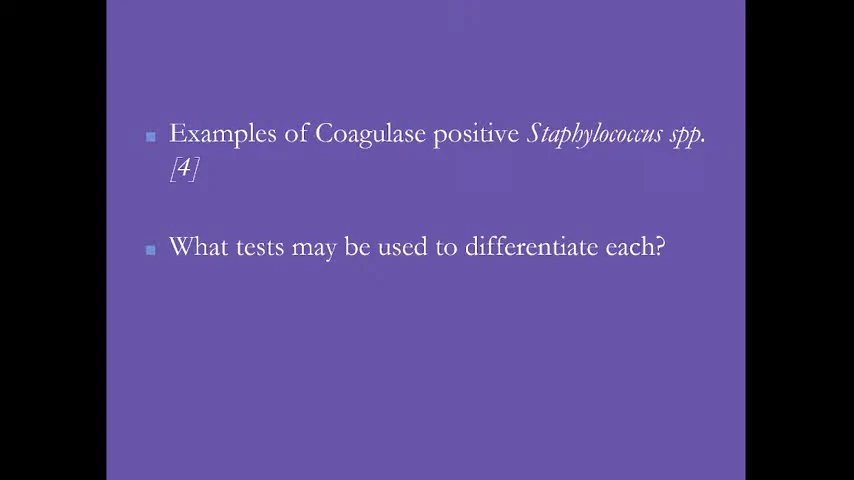 Examples of Coagulase positive Staphylococcus spp.
[4]
What tests may be used to differentiate each?